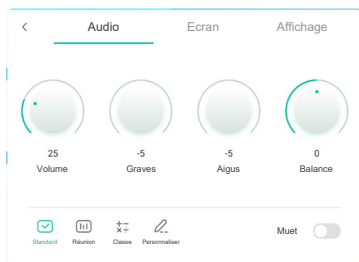 Audio
Ecran
Affichage
25
-5
-5
0
Volume
Graves
Aigus
Balance
Standard
Réunion
Classe
Personnaliser
Muet